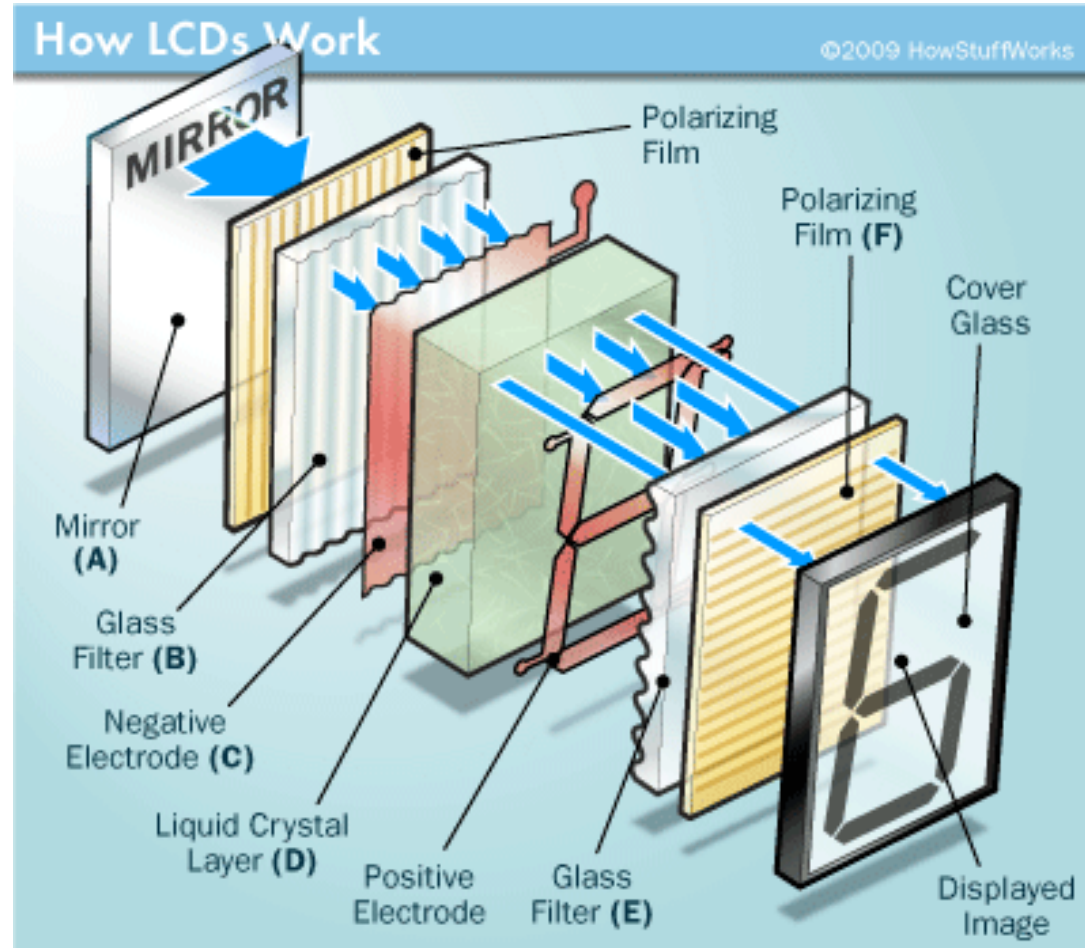 How LCDs Work
©2009 HowStuffWorks
MIRROR
Polarizing
Film
Polarizing
Film (F)
Cover
Glass
Mirror
(A)
Glass
Filter (B)
Negative
Electrode (C)
Liquid Crystal
Layer (D)
Positive
Electrode
Glass
Filter (E)
Displayed
Image